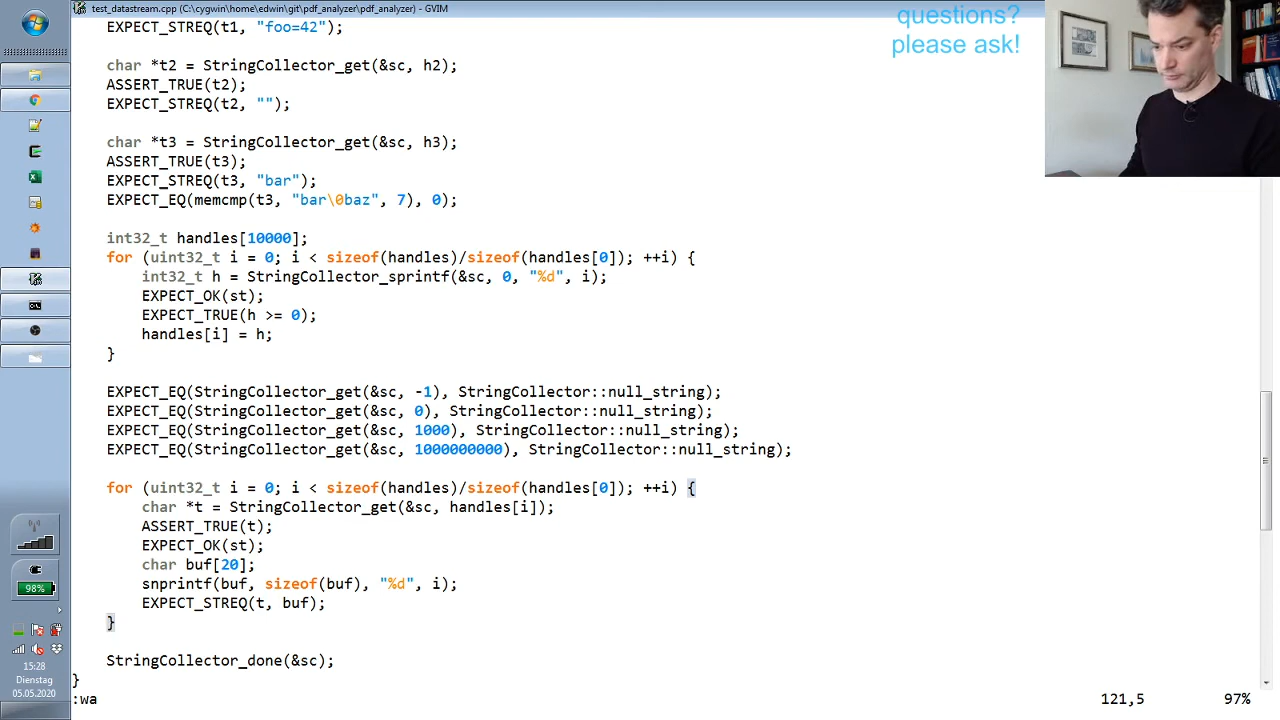 test_datastream.cpp (C:\cygwin\home\edwin\git\pdf_analyzer\pdf_analyzer) - GVIM
questions?
please ask!
EXPECT_STREQ(t1, "foo=42");
char *t2 = StringCollector_get(&sc, h2);
ASSERT_TRUE(t2);
EXPECT_STREQ(t2, "");
char *t3 = StringCollector_get(&sc, h3);
ASSERT_TRUE(t3);
EXPECT_STREQ(t3, "bar");
EXPECT_EQ(memcmp(t3, "bar\0baz", 7), 0);
int32_t handles[10000];
for (uint32_t i = 0; i < sizeof(handles)/sizeof(handles[0]); ++i) {
int32_t h = StringCollector_sprintf(&sc, 0, "%d", i);
EXPECT_OK(st);
EXPECT_TRUE(h >= 0);
handles[i] = h;
}
EXPECT_EQ(StringCollector_get(&sc, -1), StringCollector::null_string);
EXPECT_EQ(StringCollector_get(&sc, 0), StringCollector::null_string);
EXPECT_EQ(StringCollector_get(&sc, 1000), StringCollector::null_string);
EXPECT_EQ(StringCollector_get(&sc, 1000000000), StringCollector::null_string);
for (uint32_t i = 0; i < sizeof(handles)/sizeof(handles[0]); ++i) {
char *t = StringCollector_get(&sc, handles[i]);
ASSERT_TRUE(t);
EXPECT_OK(st);
char buf[20];
snprintf(buf, sizeof(buf), "%d", i);
EXPECT_STREQ(t, buf);
}
StringCollector_done(&sc);
}
:wa
121,5
97%
98%
15:28
Dienstag
05.05.2020